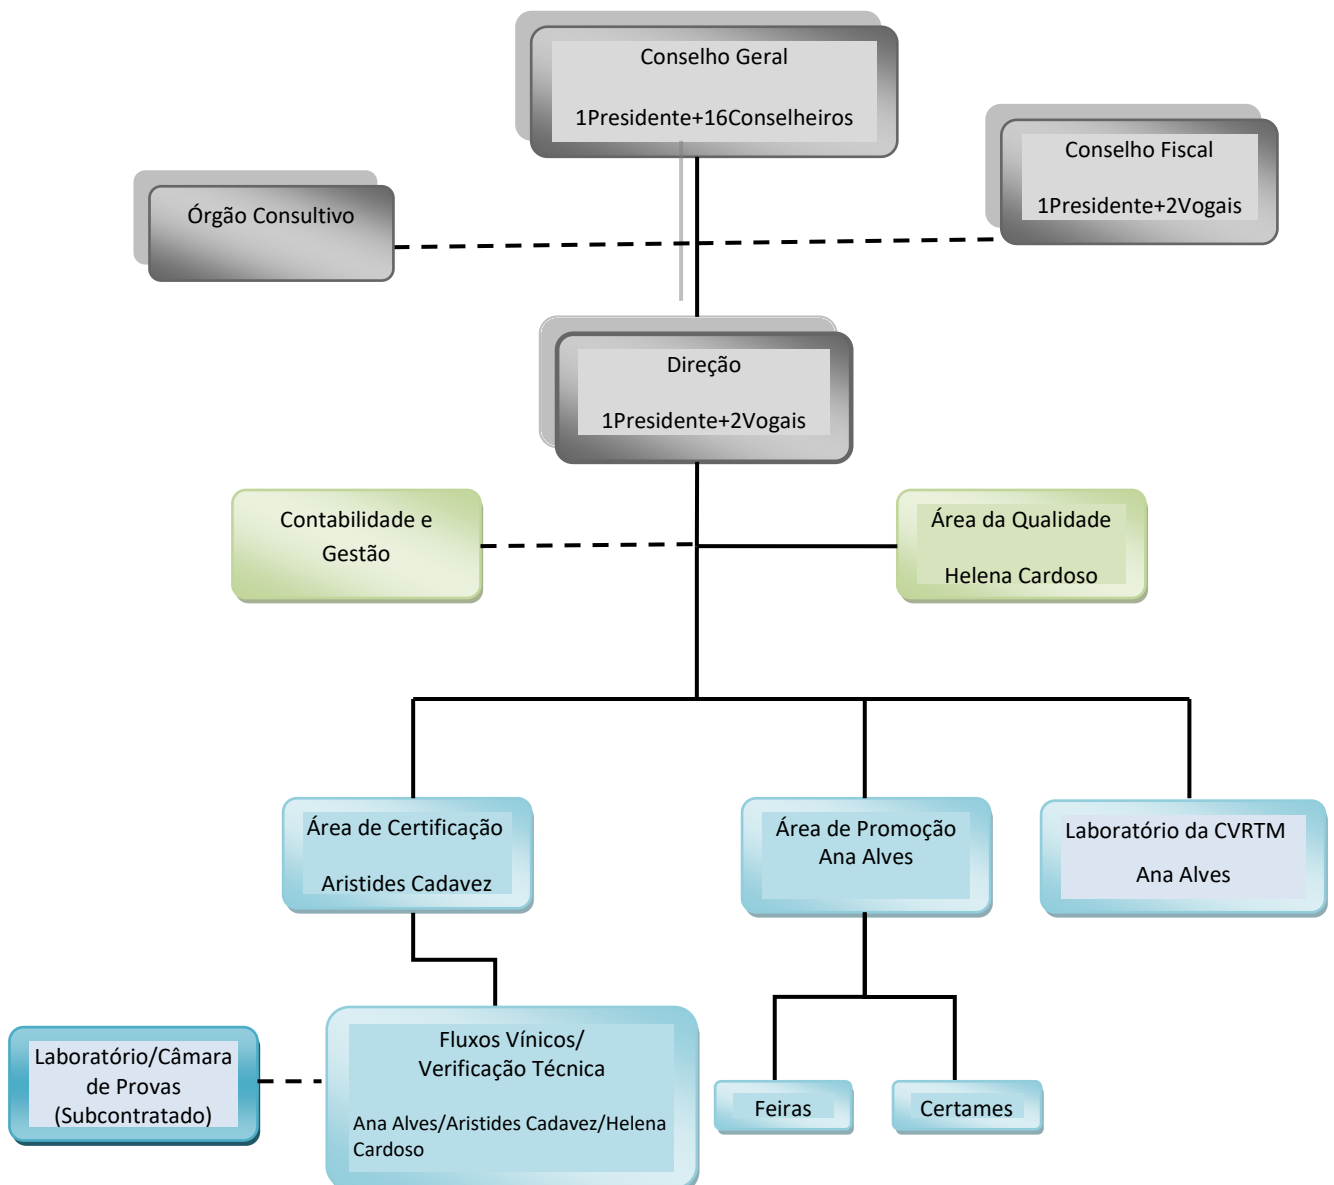 Conselho Geral
1Presidente+16Conselheiros
Conselho Fiscal
1Presidente+2Vogais
Órgão Consultivo
Direção
1Presidente+2Vogais
Contabilidade e
Gestão
Área da Qualidade
Helena Cardoso
Área de Certificação
Aristides Cadavez
Área de Promoção
Ana Alves
Laboratório da CVRTM
Ana Alves
Laboratório/Câmara
de Provas
(Subcontratado)
Fluxos Vínicos/
Verificação Técnica
Ana Alves/Aristides Cadavez/Helena
Cardoso
Feiras
Certames